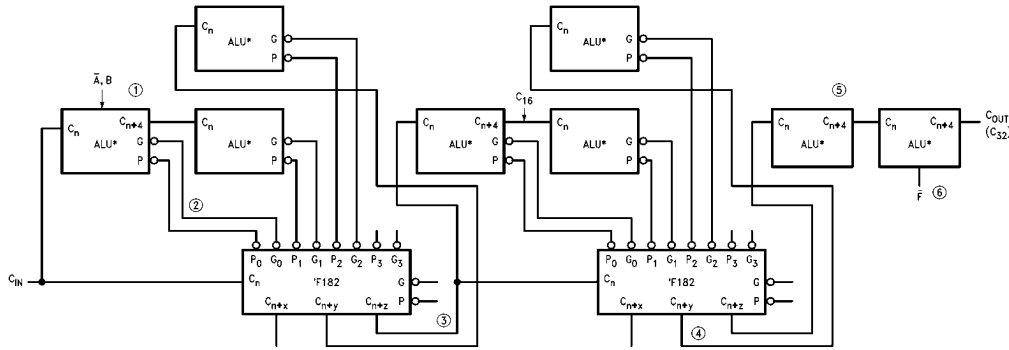 Cn G ALU* P
Cn G ALU* P
Ā, B ①
Cn Cn+4 ALU* G P
Cn ALU* G P
C16
Cn+4 Cn ALU* G P
Cn ALU* G P
⑤
Cn Cn+4 ALU*
Cn+4 ALU*
COUT
(C32)
F̄ ⑥
②
P0 G0 P1 G1 P2 G2 P3 G3
Cn 'F182 G P
Cn+x Cn+y Cn+z
③
P0 G0 P1 G1 P2 G2 P3 G3
Cn 'F182 G P
Cn+x Cn+y Cn+z
④
CIN